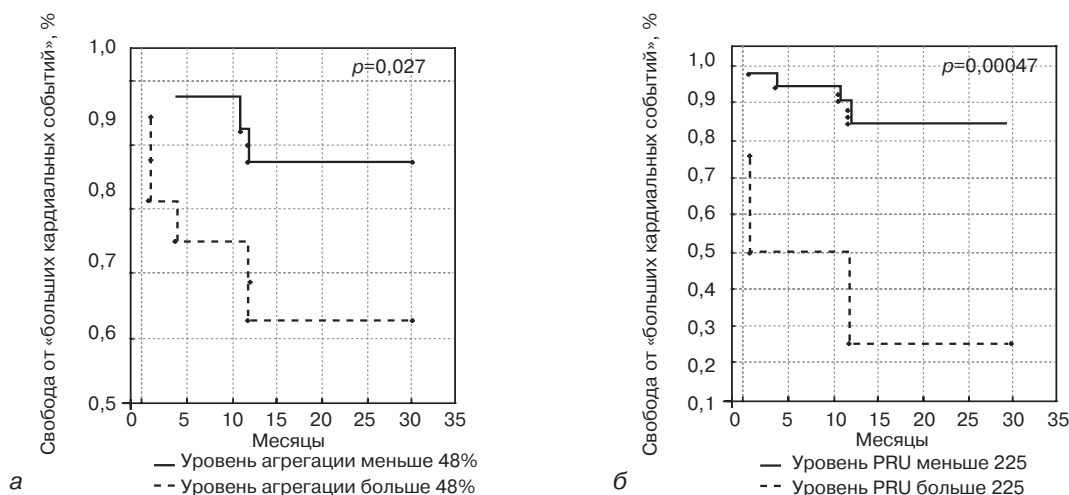 Свобода от «больших кардиальных событий», %
1,0
0,9
0,8
0,7
0,6
0,5
p=0,027
0 5 10 15 20 25 30 35
Месяцы
Уровень агрегации меньше 48%
Уровень агрегации больше 48%
а
Свобода от «больших кардиальных событий», %
1,0
0,9
0,8
0,7
0,6
0,5
0,4
0,3
0,2
0,1
p=0,00047
0 5 10 15 20 25 30 35
Месяцы
Уровень PRU меньше 225
Уровень PRU больше 225
б